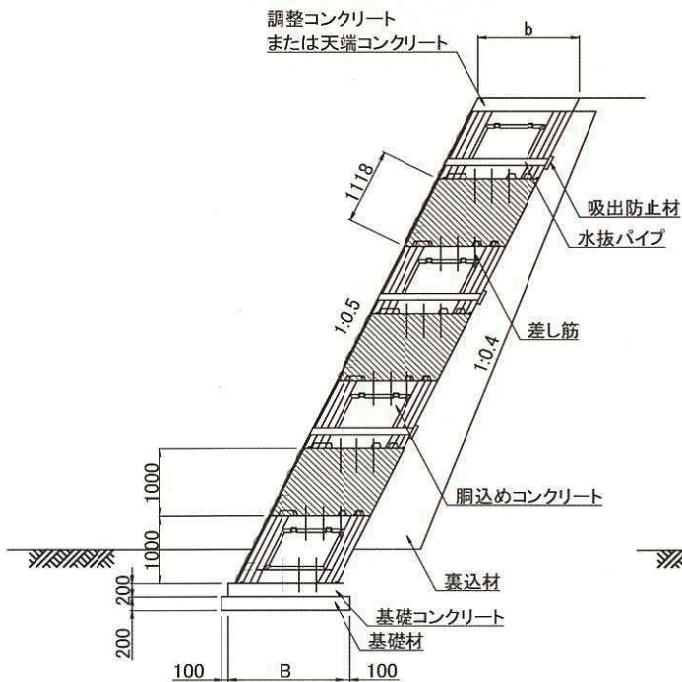 調整コンクリート
または天端コンクリート
b
1118
吸出防止材
水抜パイプ
1:0.5
差し筋
1:0.4
1000
胴込めコンクリート
1000
裏込材
200
基礎コンクリート
200
基礎材
100
B
100